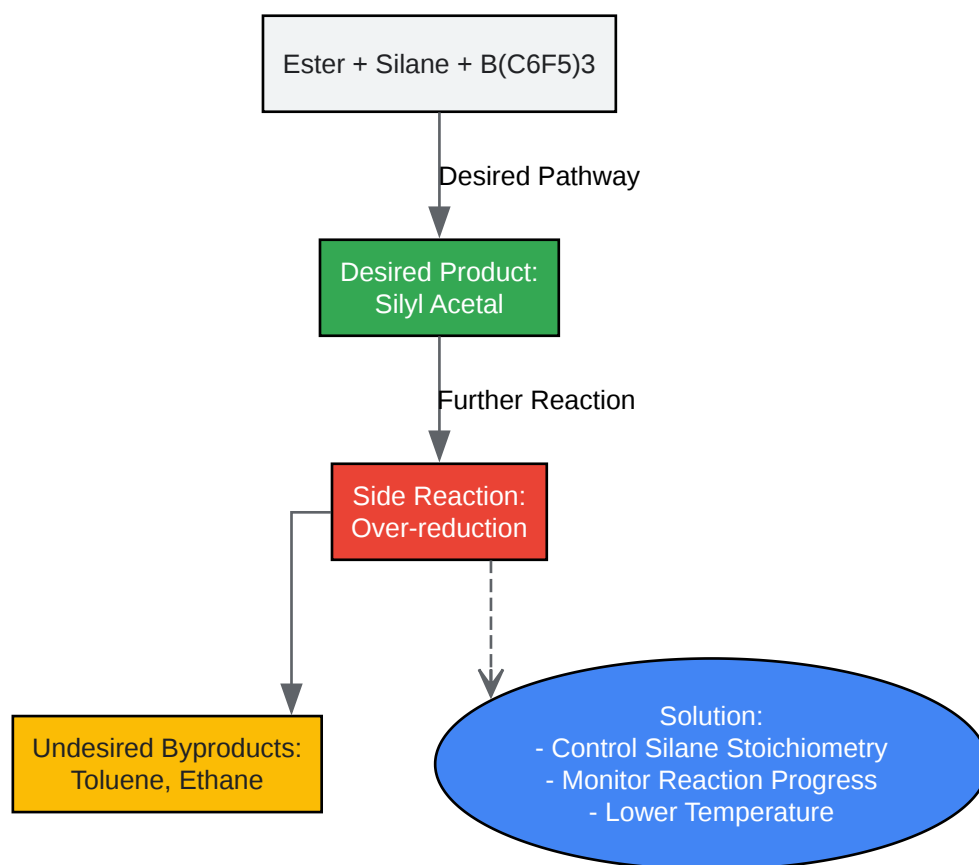 Ester + Silane + B(C6F5)3
Desired Pathway
Desired Product:
Silyl Acetal
Further Reaction
Side Reaction:
Over-reduction
Undesired Byproducts:
Toluene, Ethane
Solution:
- Control Silane Stoichiometry
- Monitor Reaction Progress
- Lower Temperature